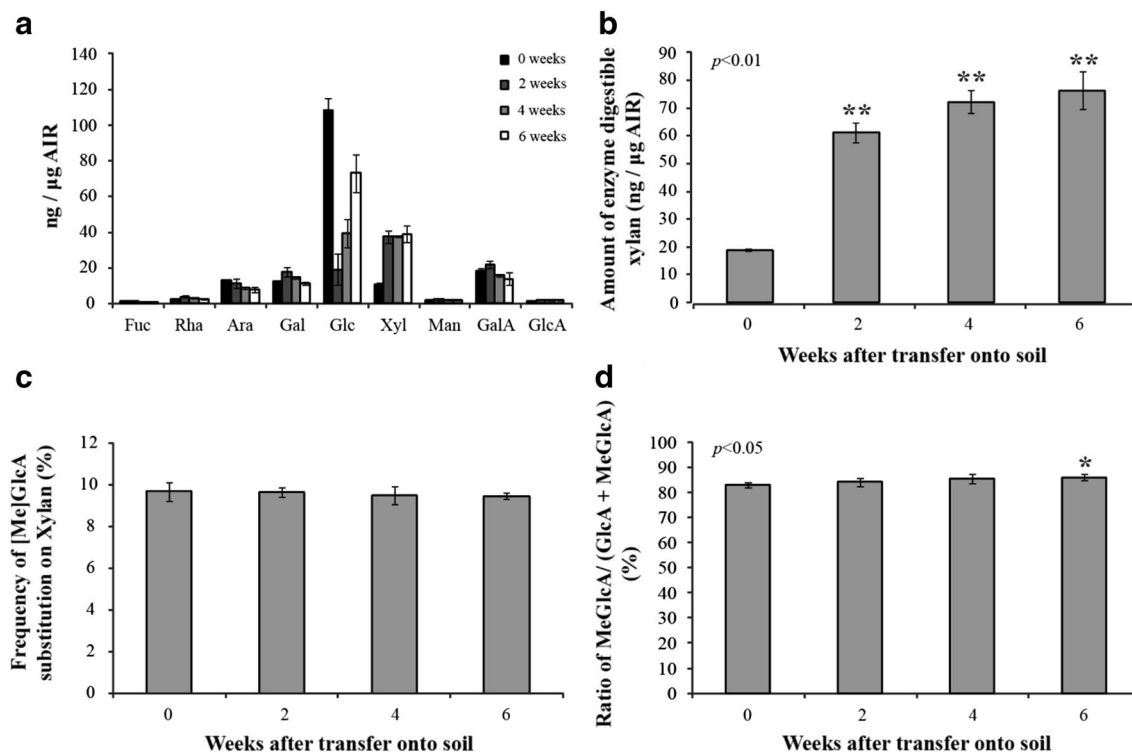 a
140
120
100
80
60
40
20
0
ng / µg AIR
0 weeks
2 weeks
4 weeks
6 weeks
Fuc Rha Ara Gal Glc Xyl Man GalA GlcA
b
p<0.01
90
80
70
60
50
40
30
20
10
0
Amount of enzyme digestible
xylan (ng / µg AIR)
** ** **
0 2 4 6
Weeks after transfer onto soil
c
12
10
8
6
4
2
0
Frequency of [Me]GlcA
substitution on Xylan (%)
0 2 4 6
Weeks after transfer onto soil
d
p<0.05
100
90
80
70
60
50
40
30
20
10
0
Ratio of MeGlcA/ (GlcA + MeGlcA)
(%)
*
0 2 4 6
Weeks after transfer onto soil